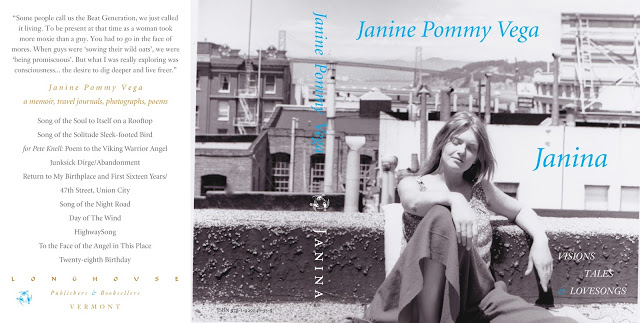 “Some people call us the Beat Generation, we just called
it living. To be present at that time as a woman took
more moxie than a guy. You had to go in the face of
mores. When guys were ‘sowing their wild oats’, we were
‘being promiscuous’. But what I was really exploring was
consciousness... the desire to dig deeper and live freer.”
Janine Pommy Vega
a memoir, travel journals, photographs, poems
Song of the Soul to Itself on a Rooftop
Song of the Solitude Sleek-footed Bird
for Pete Knell: Poem to the Viking Warrior Angel
Junksick Dirge/Abandonment
Return to My Birthplace and First Sixteen Years/
47th Street, Union City
Song of the Night Road
Day of The Wind
HighwaySong
To the Face of the Angel in This Place
Twenty-eighth Birthday
LONGHOUSE
Publishers & Booksellers
VERMONT
Janine Pommy Vega
JANINA
Janine Pommy Vega
Janina
VISIONS
TALES
& LOVESONGS
ISBN